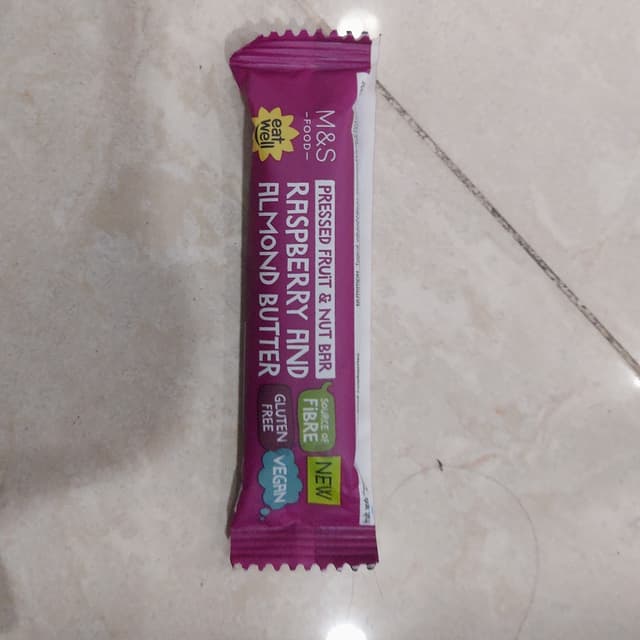 M&S
-FOOD-
eat
well
PRESSED FRUiT & NUT BAR
RASPBERRY AND
ALMOND BUTTER
SOURCE OF
FiBRE
GLUTEN
FREE
NEW
VEGAN